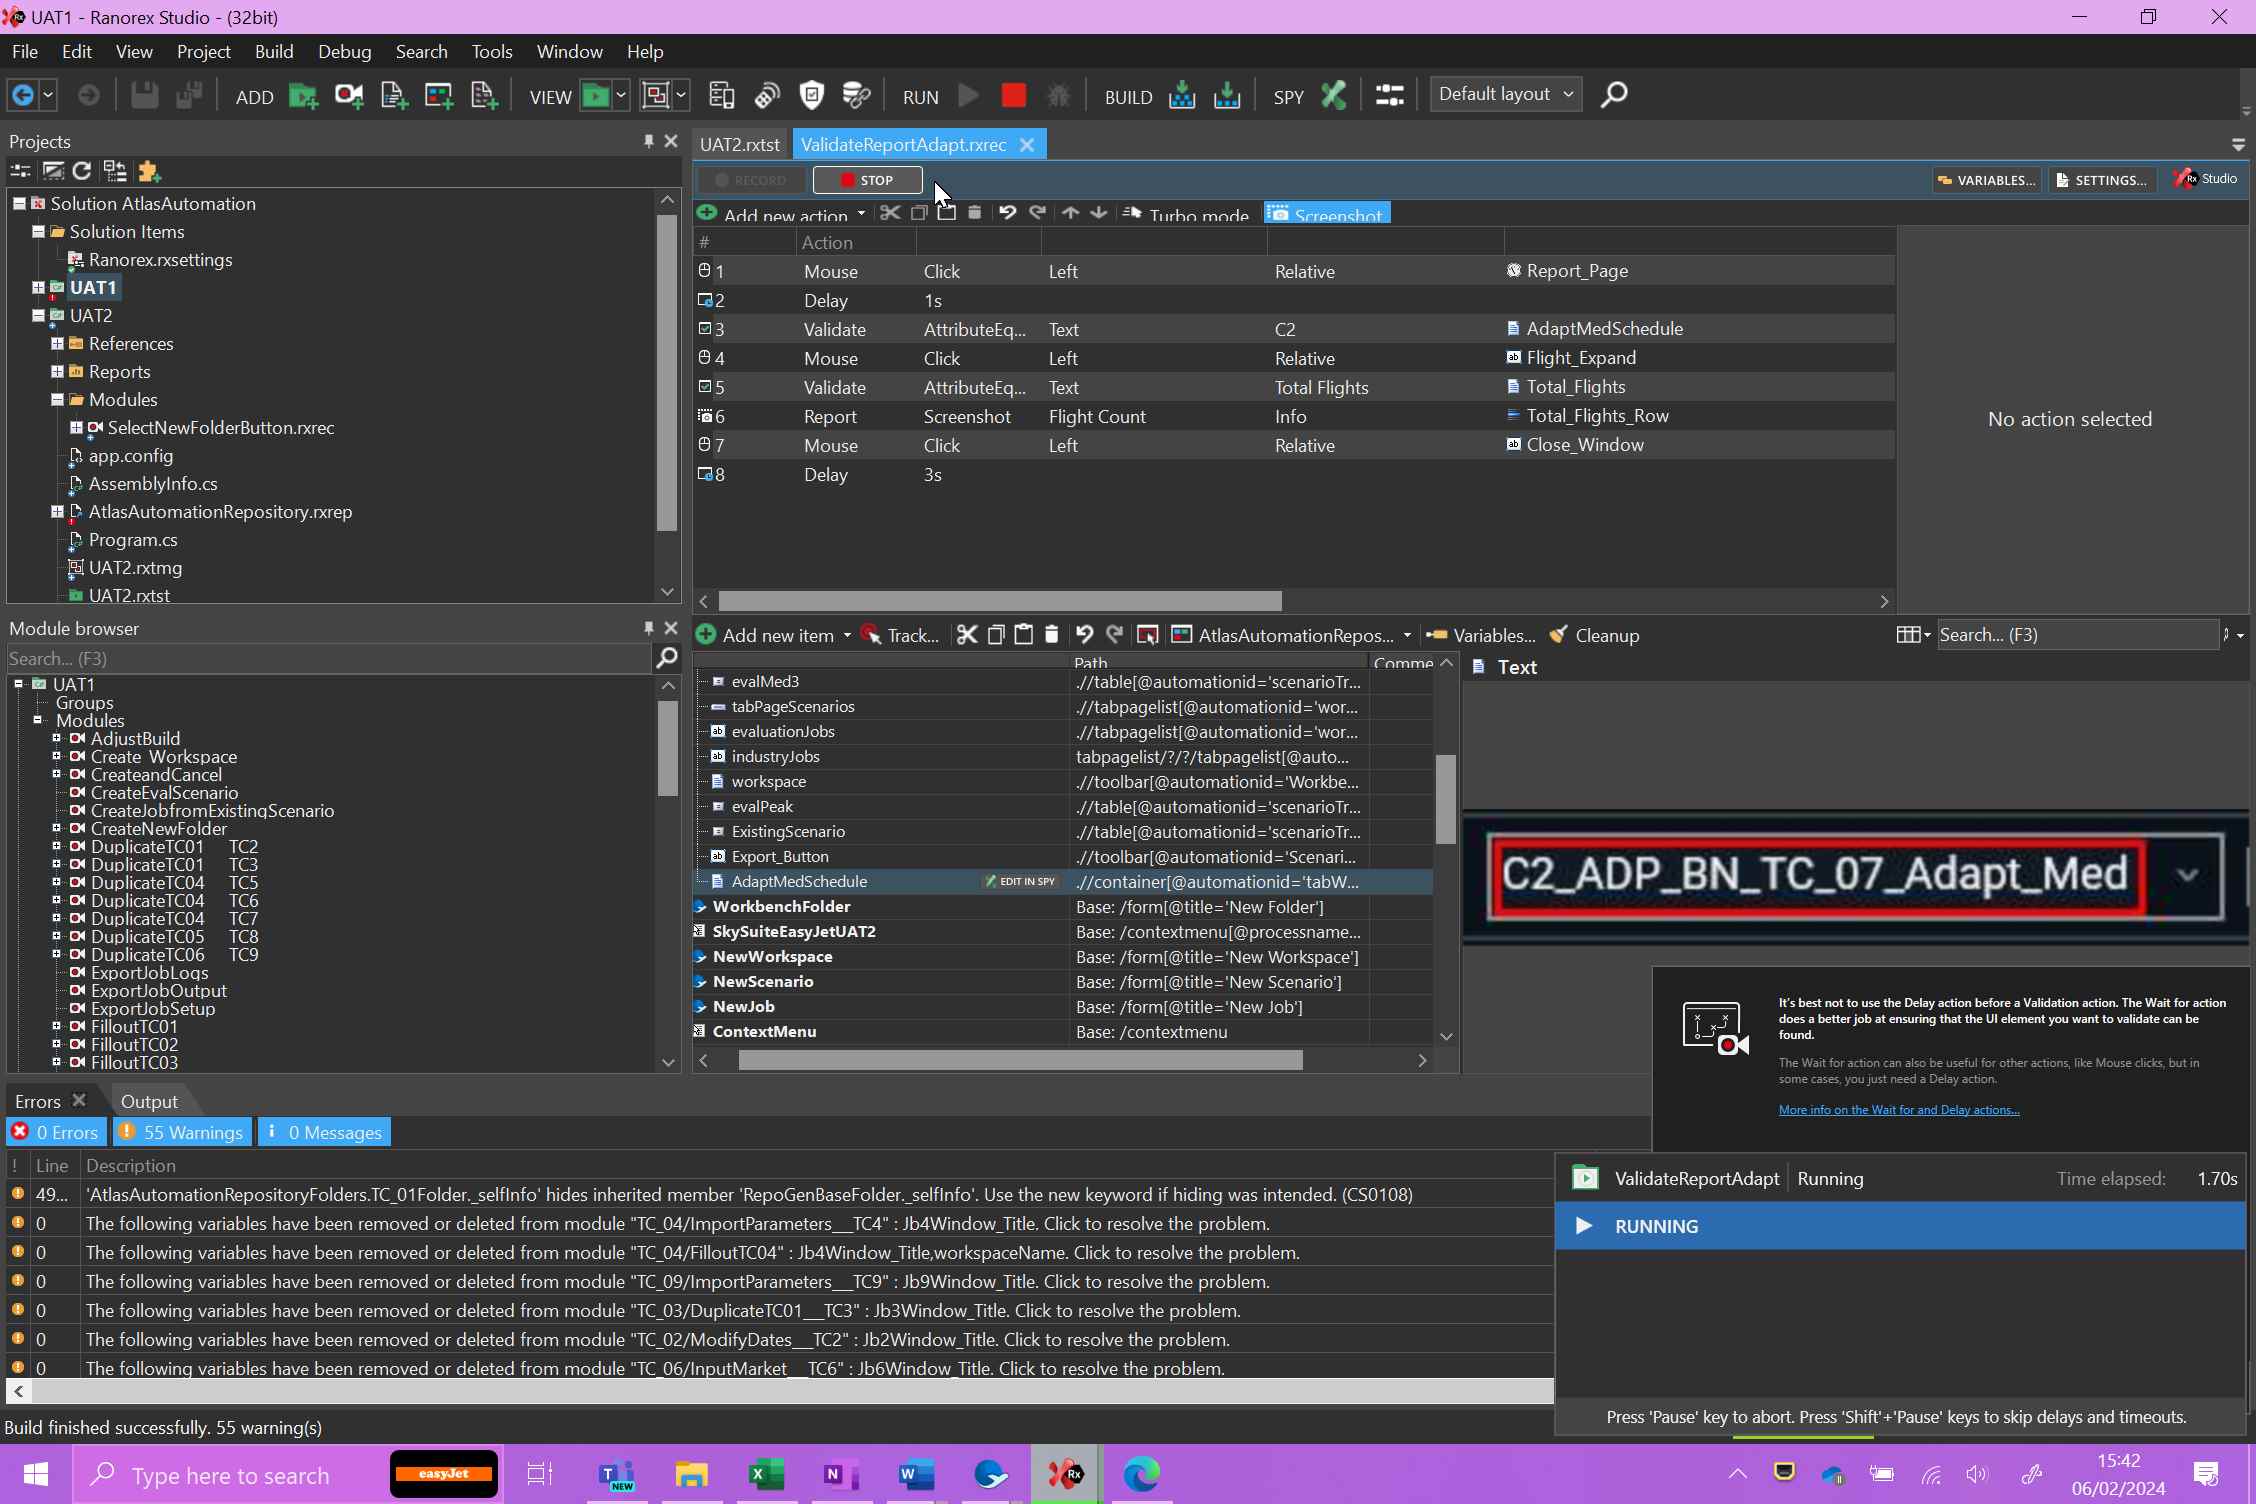 UAT1 - Ranorex Studio - (32bit)
File Edit View Project Build Debug Search Tools Window Help
ADD VIEW RUN BUILD SPY Default layout
Projects
Solution AtlasAutomation
Solution Items
Ranorex.rxsettings
UAT1
UAT2
References
Reports
Modules
SelectNewFolderButton.rxrec
app.config
AssemblyInfo.cs
AtlasAutomationRepository.rxrep
Program.cs
UAT2.rxtmg
UAT2.rxtst
Module browser
Search... (F3)
UAT1
Groups
Modules
AdjustBuild
Create Workspace
CreateandCancel
CreateEvalScenario
CreateJobfromExistingScenario
CreateNewFolder
DuplicateTC01 TC2
DuplicateTC01 TC3
DuplicateTC04 TC5
DuplicateTC04 TC6
DuplicateTC04 TC7
DuplicateTC05 TC8
DuplicateTC06 TC9
ExportJobLogs
ExportJobOutput
ExportJobSetup
FilloutTC01
FilloutTC02
FilloutTC03
UAT2.rxtst ValidateReportAdapt.rxrec
RECORD STOP VARIABLES... SETTINGS... Rx Studio
Add new action Turbo mode Screenshot
# Action
1 Mouse Click Left Relative Report_Page
2 Delay 1s
3 Validate AttributeEq... Text C2 AdaptMedSchedule
4 Mouse Click Left Relative Flight_Expand
5 Validate AttributeEq... Text Total Flights Total_Flights
6 Report Screenshot Flight Count Info Total_Flights_Row
7 Mouse Click Left Relative Close_Window
8 Delay 3s
No action selected
Add new item Track... AtlasAutomationRepos... Variables... Cleanup Search... (F3)
Path Comme
evalMed3 .//table[@automationid='scenarioTr...
tabPageScenarios .//tabpagelist[@automationid='wor...
evaluationJobs .//tabpagelist[@automationid='wor...
industryJobs tabpagelist/?/?/tabpagelist[@auto...
workspace .//toolbar[@automationid='Workbe...
evalPeak .//table[@automationid='scenarioTr...
ExistingScenario .//table[@automationid='scenarioTr...
Export_Button .//toolbar[@automationid='Scenari...
AdaptMedSchedule EDIT IN SPY .//container[@automationid='tabW...
WorkbenchFolder Base: /form[@title='New Folder']
SkySuiteEasyJetUAT2 Base: /contextmenu[@processname...
NewWorkspace Base: /form[@title='New Workspace']
NewScenario Base: /form[@title='New Scenario']
NewJob Base: /form[@title='New Job']
ContextMenu Base: /contextmenu
Text
C2_ADP_BN_TC_07_Adapt_Med
It's best not to use the Delay action before a Validation action. The Wait for action
does a better job at ensuring that the UI element you want to validate can be
found.
The Wait for action can also be useful for other actions, like Mouse clicks, but in
some cases, you just need a Delay action.
More info on the Wait for and Delay actions...
Errors Output
0 Errors 55 Warnings 0 Messages
! Line Description
49... 'AtlasAutomationRepositoryFolders.TC_01Folder._selfInfo' hides inherited member 'RepoGenBaseFolder._selfInfo'. Use the new keyword if hiding was intended. (CS0108)
0 The following variables have been removed or deleted from module "TC_04/ImportParameters__TC4" : Jb4Window_Title. Click to resolve the problem.
0 The following variables have been removed or deleted from module "TC_04/FilloutTC04" : Jb4Window_Title,workspaceName. Click to resolve the problem.
0 The following variables have been removed or deleted from module "TC_09/ImportParameters__TC9" : Jb9Window_Title. Click to resolve the problem.
0 The following variables have been removed or deleted from module "TC_03/DuplicateTC01__TC3" : Jb3Window_Title. Click to resolve the problem.
0 The following variables have been removed or deleted from module "TC_02/ModifyDates__TC2" : Jb2Window_Title. Click to resolve the problem.
0 The following variables have been removed or deleted from module "TC_06/InputMarket__TC6" : Jb6Window_Title. Click to resolve the problem.
ValidateReportAdapt Running Time elapsed: 1.70s
RUNNING
Press 'Pause' key to abort. Press 'Shift'+'Pause' keys to skip delays and timeouts.
Build finished successfully. 55 warning(s)
Type here to search easyJet
15:42
06/02/2024